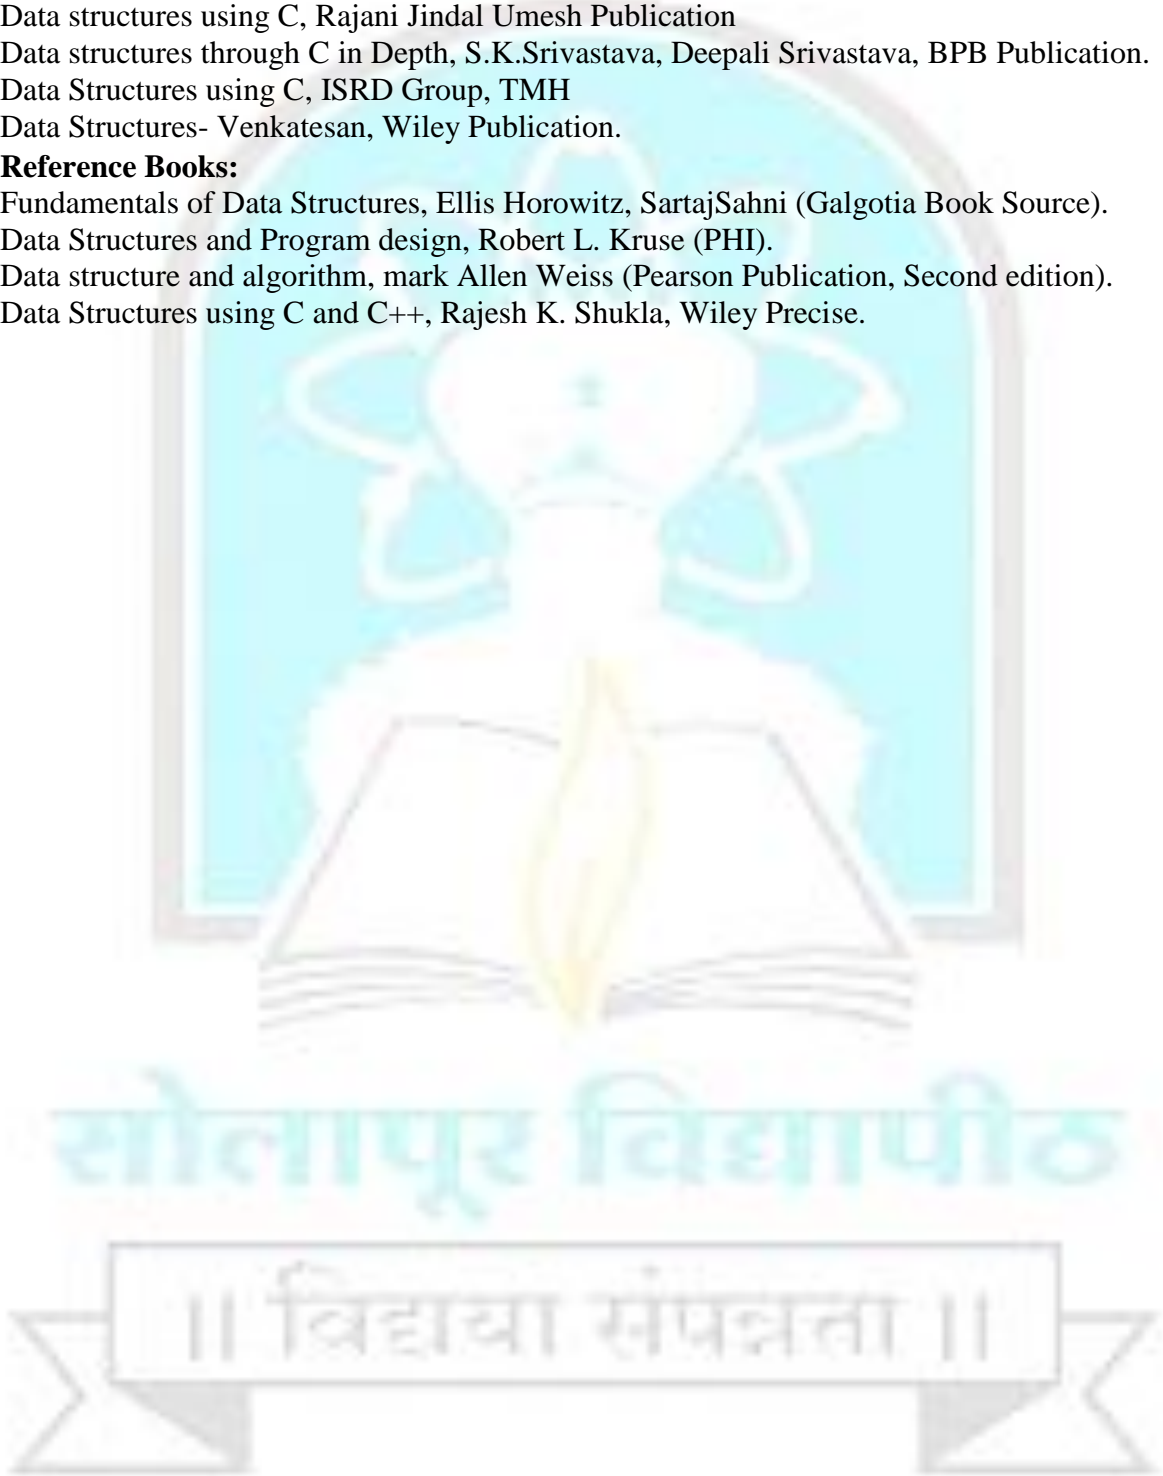 Data structures using C, Rajani Jindal Umesh Publication
Data structures through C in Depth, S.K.Srivastava, Deepali Srivastava, BPB Publication.
Data Structures using C, ISRD Group, TMH
Data Structures- Venkatesan, Wiley Publication.
Reference Books:
Fundamentals of Data Structures, Ellis Horowitz, SartajSahni (Galgotia Book Source).
Data Structures and Program design, Robert L. Kruse (PHI).
Data structure and algorithm, mark Allen Weiss (Pearson Publication, Second edition).
Data Structures using C and C++, Rajesh K. Shukla, Wiley Precise.
सोलापूर विद्यापीठ
॥ विद्यया संपन्नता ॥